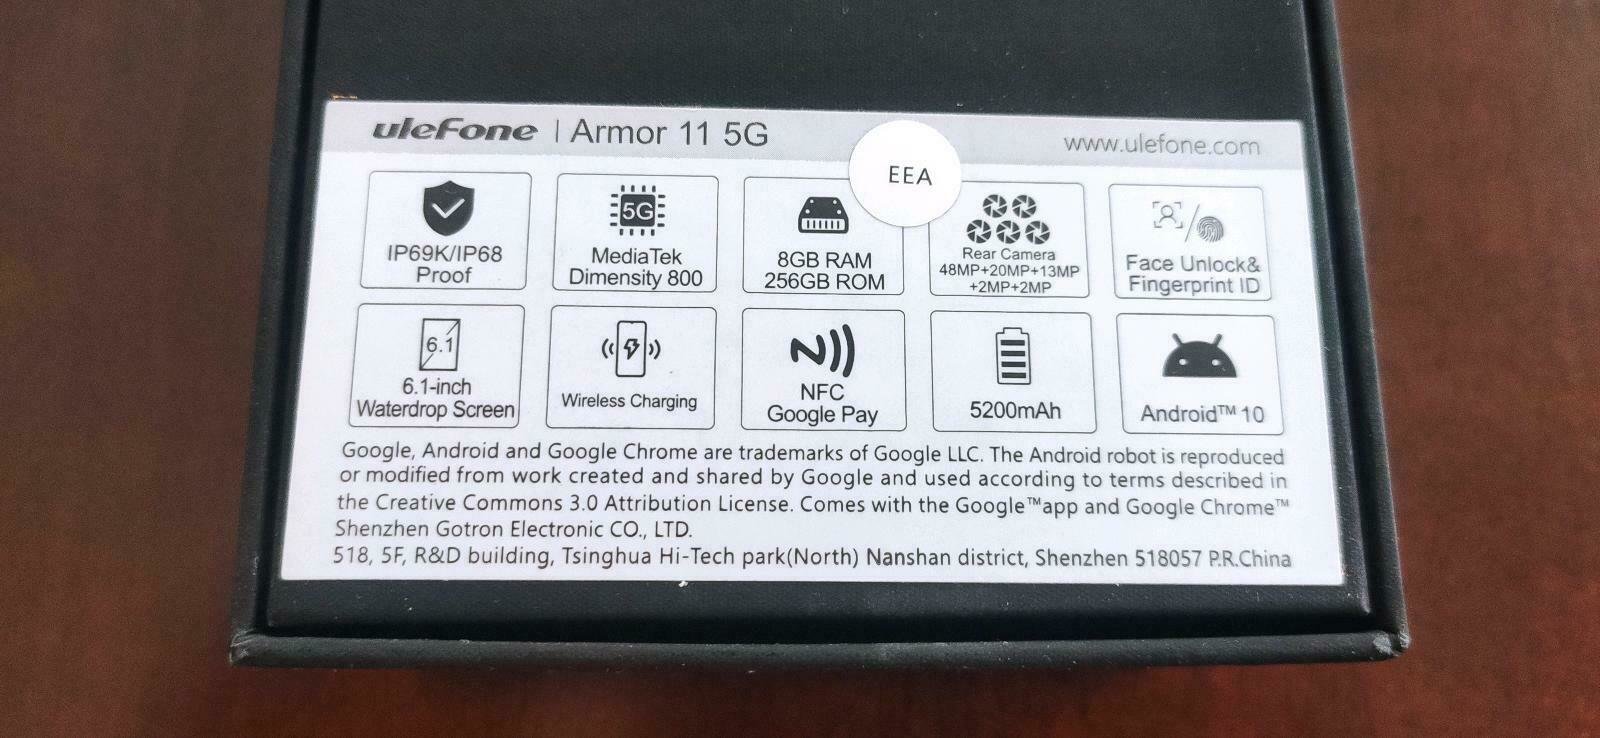 uleFone | Armor 11 5G
www.ulefone.com
EEA
IP69K/IP68
Proof
5G
MediaTek
Dimensity 800
8GB RAM
256GB ROM
Rear Camera
48MP+20MP+13MP
+2MP+2MP
Face Unlock&
Fingerprint ID
6.1
6.1-inch
Waterdrop Screen
Wireless Charging
NFC
Google Pay
5200mAh
Android™ 10
Google, Android and Google Chrome are trademarks of Google LLC. The Android robot is reproduced
or modified from work created and shared by Google and used according to terms described in
the Creative Commons 3.0 Attribution License. Comes with the Google™app and Google Chrome™
Shenzhen Gotron Electronic CO., LTD.
518, 5F, R&D building, Tsinghua Hi-Tech park(North) Nanshan district, Shenzhen 518057 P.R.China